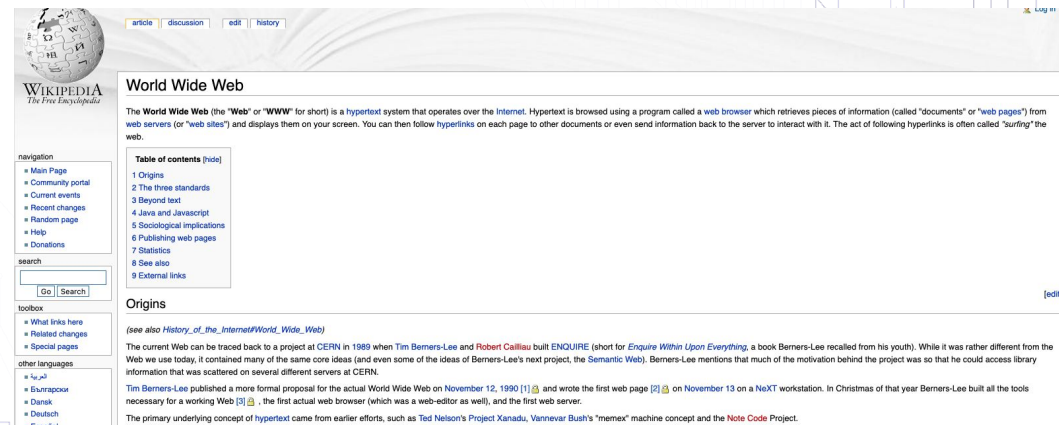 Log in
article discussion edit history
WIKIPEDIA
The Free Encyclopedia
World Wide Web
The World Wide Web (the "Web" or "WWW" for short) is a hypertext system that operates over the Internet. Hypertext is browsed using a program called a web browser which retrieves pieces of information (called "documents" or "web pages") from
web servers (or "web sites") and displays them on your screen. You can then follow hyperlinks on each page to other documents or even send information back to the server to interact with it. The act of following hyperlinks is often called "surfing" the
web.
navigation
Main Page
Community portal
Current events
Recent changes
Random page
Help
Donations
search
Go Search
toolbox
What links here
Related changes
Special pages
other languages
العربية
Български
Dansk
Deutsch
Table of contents [hide]
1 Origins
2 The three standards
3 Beyond text
4 Java and Javascript
5 Sociological implications
6 Publishing web pages
7 Statistics
8 See also
9 External links
[edit
Origins
(see also History_of_the_Internet#World_Wide_Web)
The current Web can be traced back to a project at CERN in 1989 when Tim Berners-Lee and Robert Cailliau built ENQUIRE (short for Enquire Within Upon Everything, a book Berners-Lee recalled from his youth). While it was rather different from the
Web we use today, it contained many of the same core ideas (and even some of the ideas of Berners-Lee's next project, the Semantic Web). Berners-Lee mentions that much of the motivation behind the project was so that he could access library
information that was scattered on several different servers at CERN.
Tim Berners-Lee published a more formal proposal for the actual World Wide Web on November 12, 1990 [1] and wrote the first web page [2] on November 13 on a NeXT workstation. In Christmas of that year Berners-Lee built all the tools
necessary for a working Web [3] , the first actual web browser (which was a web-editor as well), and the first web server.
The primary underlying concept of hypertext came from earlier efforts, such as Ted Nelson's Project Xanadu, Vannevar Bush's "memex" machine concept and the Note Code Project.